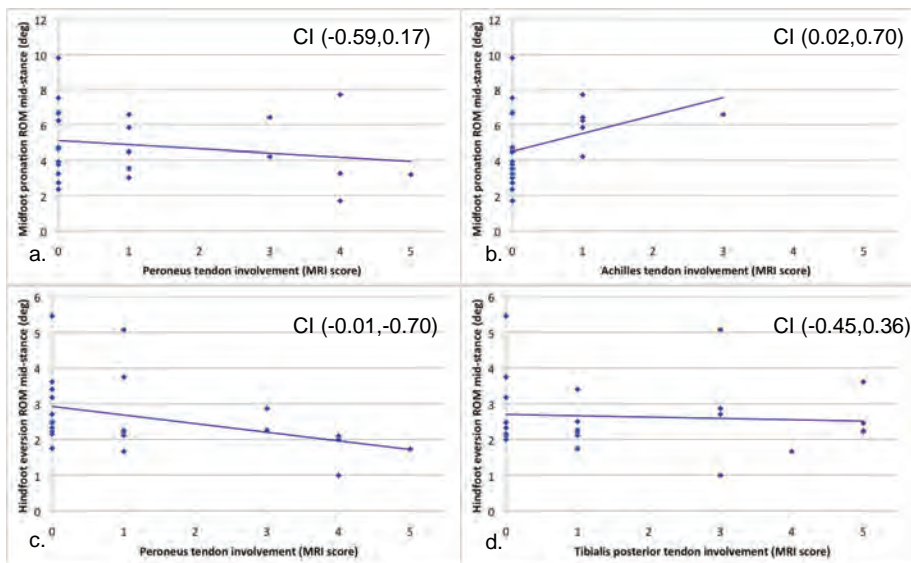 Midfoot pronation ROM mid-stance (deg)
12
10
8
6
4
2
0
CI (-0.59,0.17)
0 1 2 3 4 5
a.
Peroneus tendon involvement (MRI score)
Midfoot pronation ROM mid-stance (deg)
12
10
8
6
4
2
0
CI (0.02,0.70)
0 1 2 3 4 5
b.
Achilles tendon involvement (MRI score)
Hindfoot eversion ROM mid-stance (deg)
6
5
4
3
2
1
0
CI (-0.01,-0.70)
0 1 2 3 4 5
c.
Peroneus tendon involvement (MRI score)
Hindfoot eversion ROM mid-stance (deg)
6
5
4
3
2
1
0
CI (-0.45,0.36)
0 1 2 3 4 5
d.
Tibialis posterior tendon involvement (MRI score)